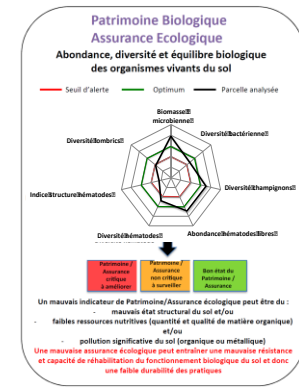 Patrimoine Biologique
Assurance Ecologique
Abondance, diversité et équilibre biologique
des organismes vivants du sol
Seuil d'alerte Optimum Parcelle analysée
Biomasse
microbienne
Diversité lombrics Diversité bactérienne
Indice structure nématodes Diversité champignons
Diversité nématodes Abondance nématodes libres
Patrimoine /
Assurance
critique
à améliorer
Patrimoine /
Assurance
non critique
à surveiller
Bon état du
Patrimoine /
Assurance
Un mauvais indicateur de Patrimoine/Assurance écologique peut être du :
- mauvais état structural du sol et/ou
- faibles ressources nutritives (quantité et qualité de matière organique)
et/ou
- pollution significative du sol (organique ou métallique)
Une mauvaise assurance écologique peut entraîner une mauvaise résistance
et capacité de réhabilitation du fonctionnement biologique du sol et donc
une faible durabilité des pratiques